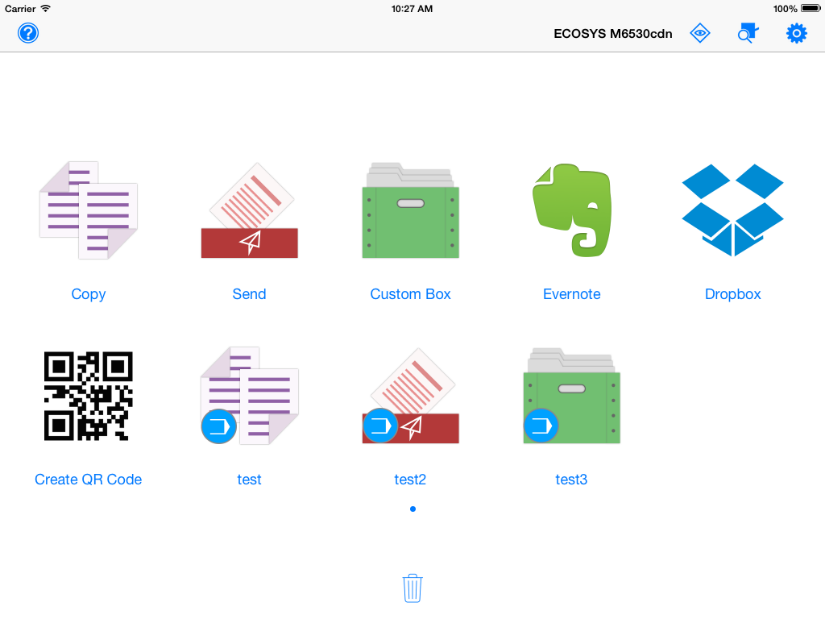 Carrier 10:27 AM 100%
? ECOSYS M6530cdn
Copy Send Custom Box Evernote Dropbox
Create QR Code test test2 test3